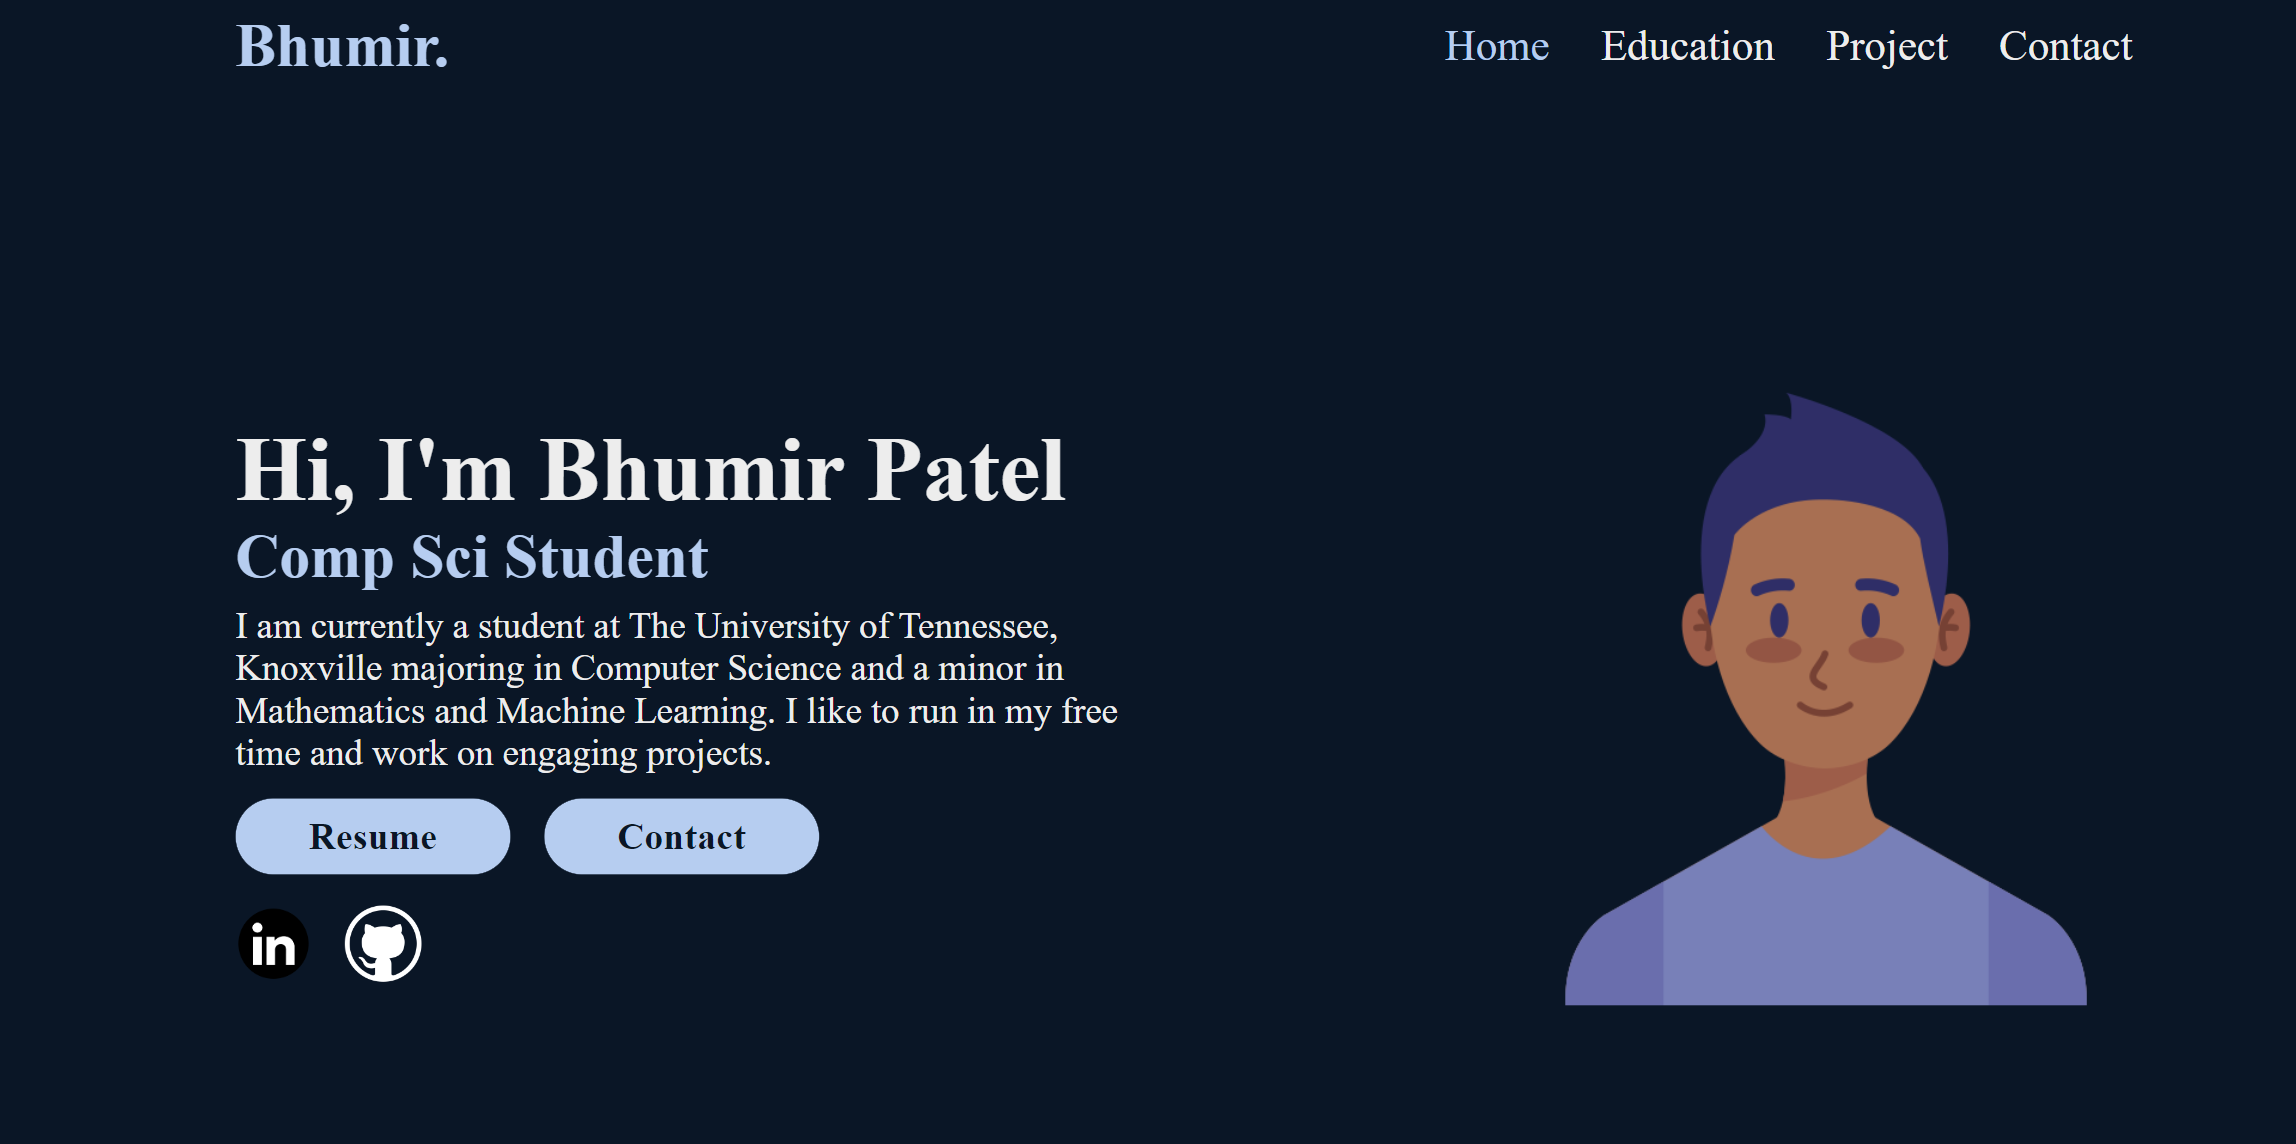 Bhumir.
Home Education Project Contact
Hi, I'm Bhumir Patel
Comp Sci Student
I am currently a student at The University of Tennessee,
Knoxville majoring in Computer Science and a minor in
Mathematics and Machine Learning. I like to run in my free
time and work on engaging projects.
Resume Contact
in